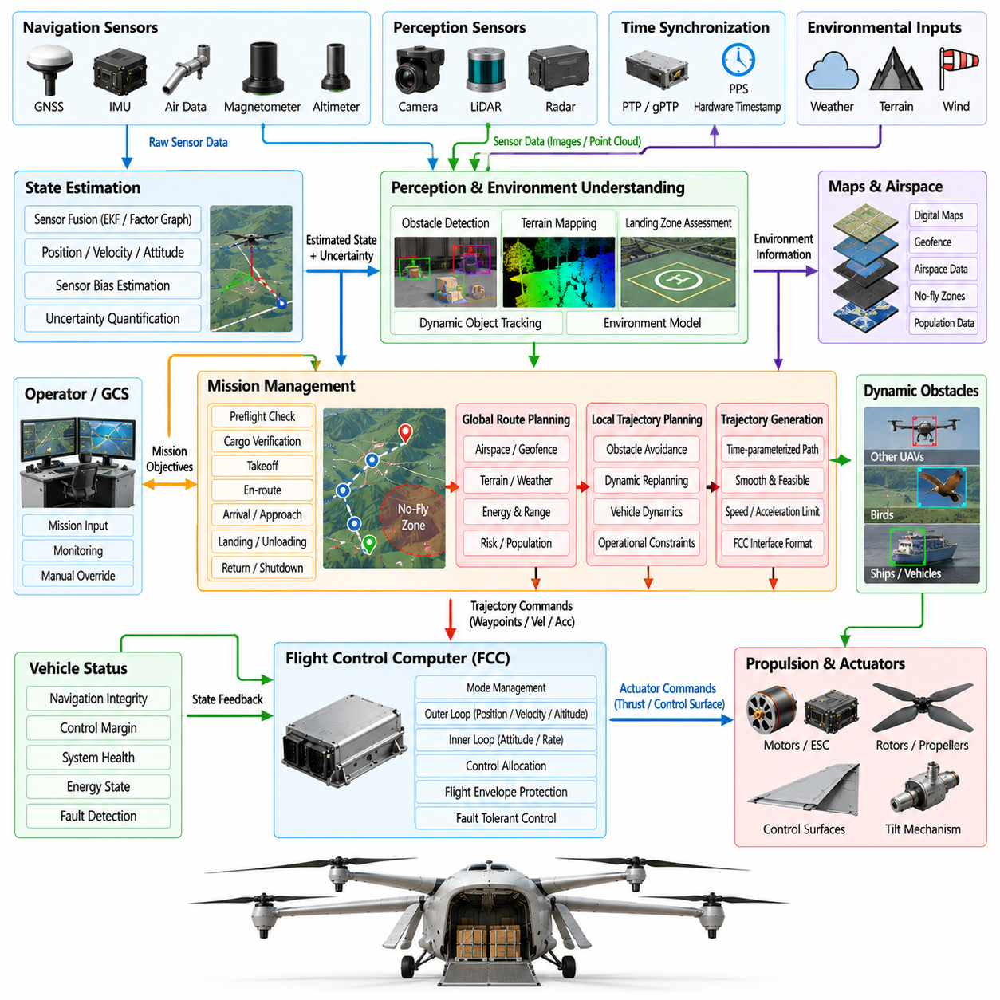 Navigation Sensors
GNSS
IMU
Air Data
Magnetometer
Altimeter
Perception Sensors
Camera
LiDAR
Radar
Time Synchronization
PTP / gPTP
PPS
Hardware Timestamp
Environmental Inputs
Weather
Terrain
Wind
Raw Sensor Data
Sensor Data (Images / Point Cloud)
State Estimation
Sensor Fusion (EKF / Factor Graph)
Position / Velocity / Attitude
Sensor Bias Estimation
Uncertainty Quantification
Estimated State
+ Uncertainty
Perception & Environment Understanding
Obstacle Detection
Terrain Mapping
Landing Zone Assessment
H
Dynamic Object Tracking
Environment Model
Environment
Information
Maps & Airspace
Digital Maps
Geofence
Airspace Data
No-fly Zones
Population Data
Operator / GCS
Mission Input
Monitoring
Manual Override
Mission
Objectives
Mission Management
Preflight Check
Cargo Verification
Takeoff
En-route
Arrival / Approach
Landing / Unloading
Return / Shutdown
No-Fly
Zone
Global Route Planning
Airspace / Geofence
Terrain / Weather
Energy & Range
Risk / Population
Local Trajectory Planning
Obstacle Avoidance
Dynamic Replanning
Vehicle Dynamics
Operational Constraints
Trajectory Generation
Time-parameterized Path
Smooth & Feasible
Speed / Acceleration Limit
FCC Interface Format
Dynamic Obstacles
Other UAVs
Birds
Ships / Vehicles
Trajectory Commands
(Waypoints / Vel / Acc)
Vehicle Status
Navigation Integrity
Control Margin
System Health
Energy State
Fault Detection
State Feedback
Flight Control Computer (FCC)
Mode Management
Outer Loop (Position / Velocity / Altitude)
Inner Loop (Attitude / Rate)
Control Allocation
Flight Envelope Protection
Fault Tolerant Control
Actuator Commands
(Thrust / Control Surface)
Propulsion & Actuators
Motors / ESC
Rotors / Propellers
Control Surfaces
Tilt Mechanism